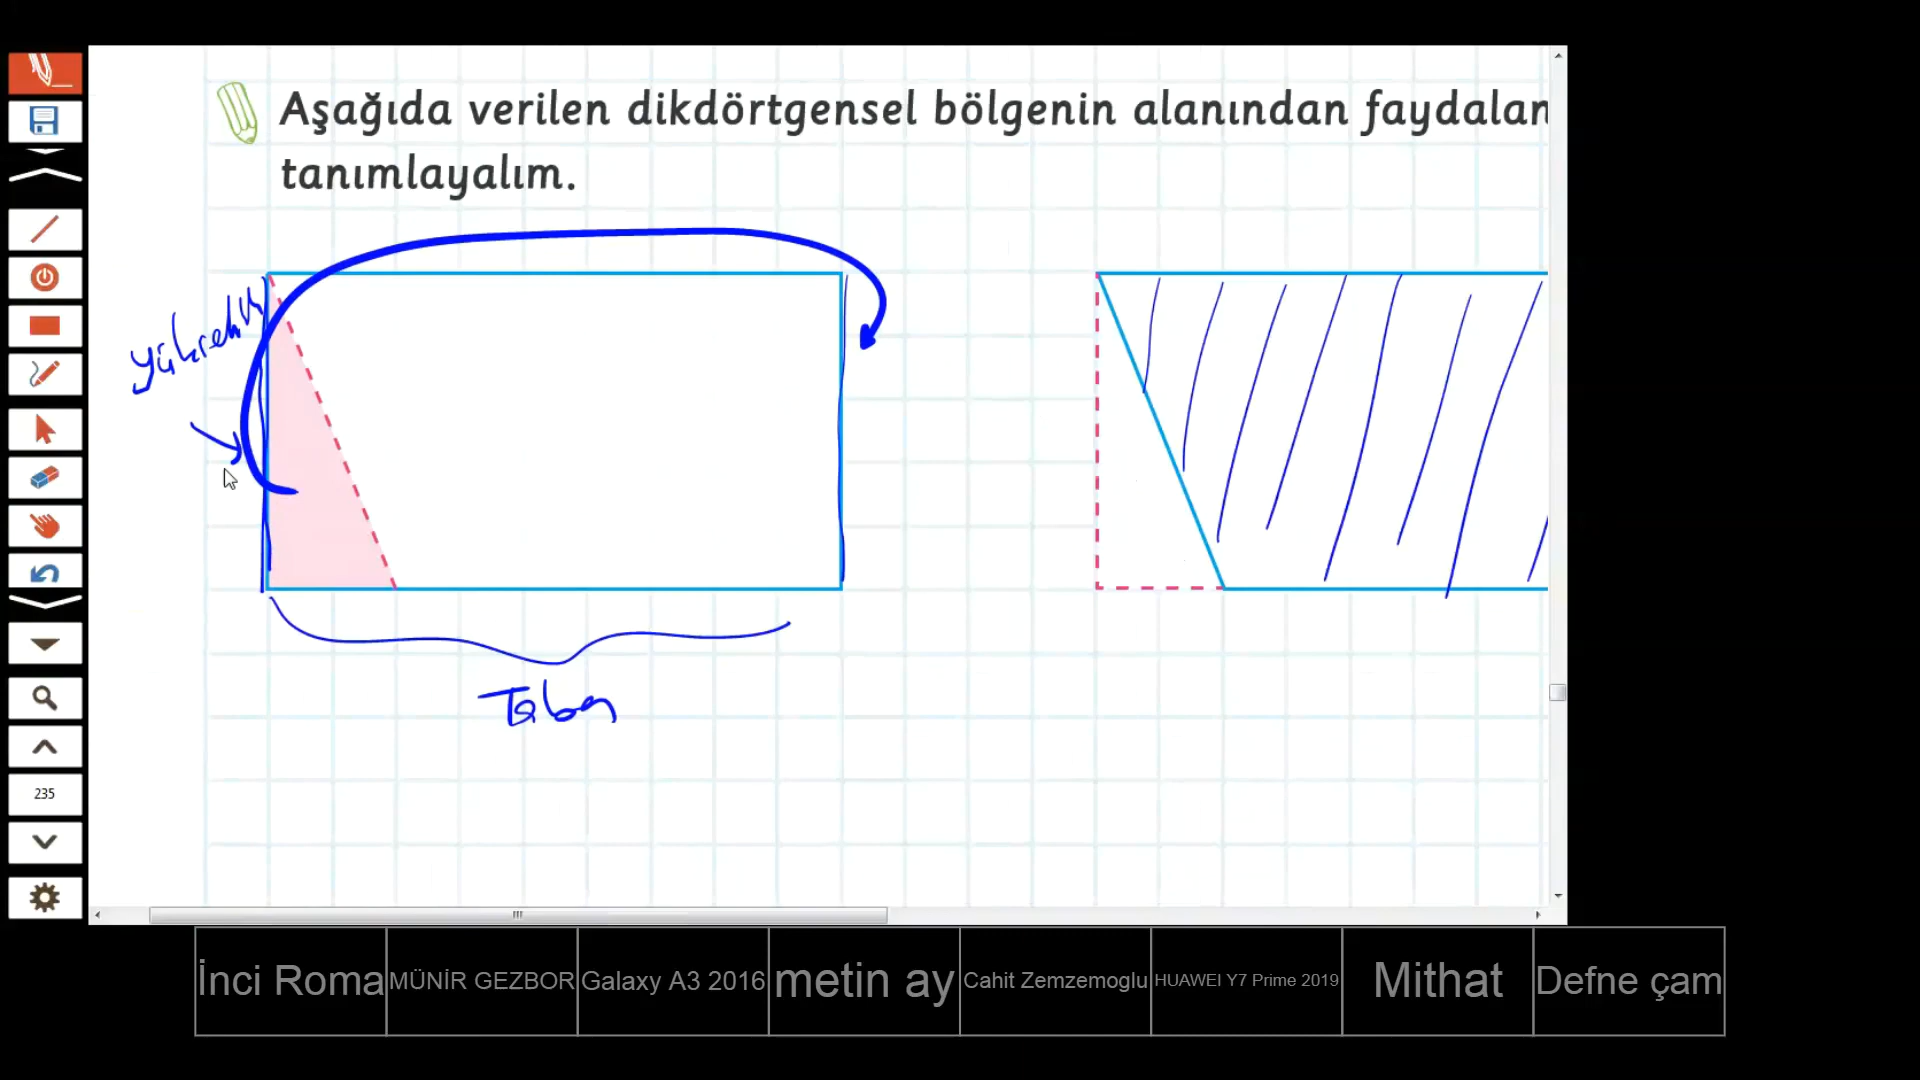 Aşağıda verilen dikdörtgensel bölgenin alanından faydalan
tanımlayalım.
yükseklik
Taban
235
İnci Roma
MÜNİR GEZBOR
Galaxy A3 2016
metin ay
Cahit Zemzemoglu
HUAWEI Y7 Prime 2019
Mithat
Defne çam